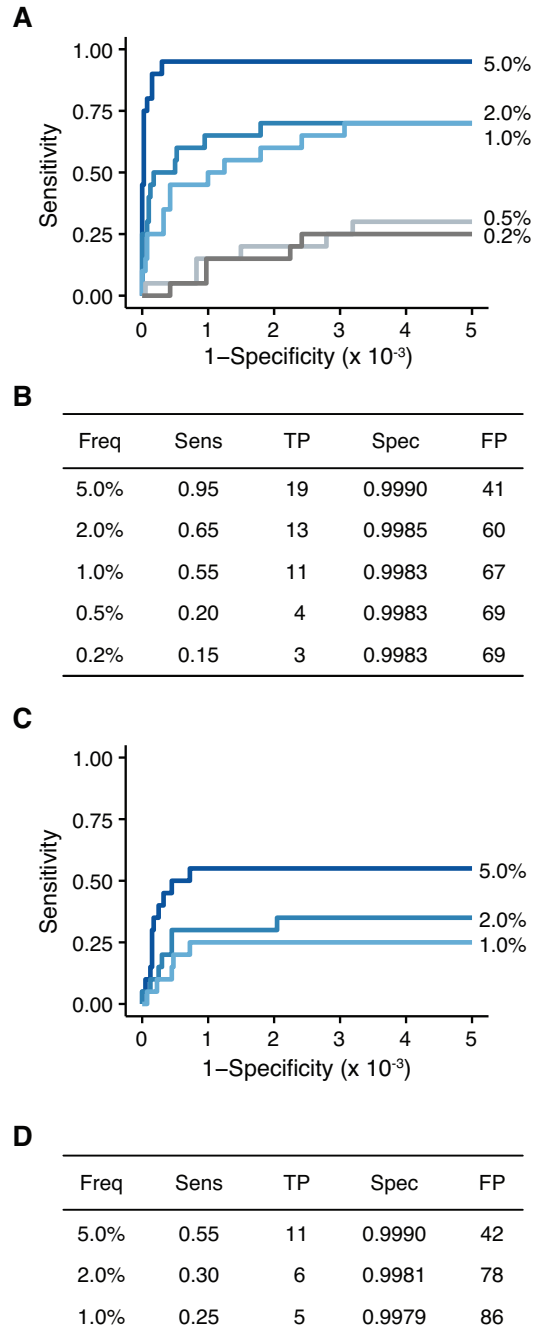 A
1.00
0.75
0.50
0.25
0.00
Sensitivity
5.0%
2.0%
1.0%
0.5%
0.2%
0 1 2 3 4 5
1−Specificity (x 10-3)
B
Freq Sens TP Spec FP
5.0% 0.95 19 0.9990 41
2.0% 0.65 13 0.9985 60
1.0% 0.55 11 0.9983 67
0.5% 0.20 4 0.9983 69
0.2% 0.15 3 0.9983 69
C
1.00
0.75
0.50
0.25
0.00
Sensitivity
5.0%
2.0%
1.0%
0 1 2 3 4 5
1−Specificity (x 10-3)
D
Freq Sens TP Spec FP
5.0% 0.55 11 0.9990 42
2.0% 0.30 6 0.9981 78
1.0% 0.25 5 0.9979 86